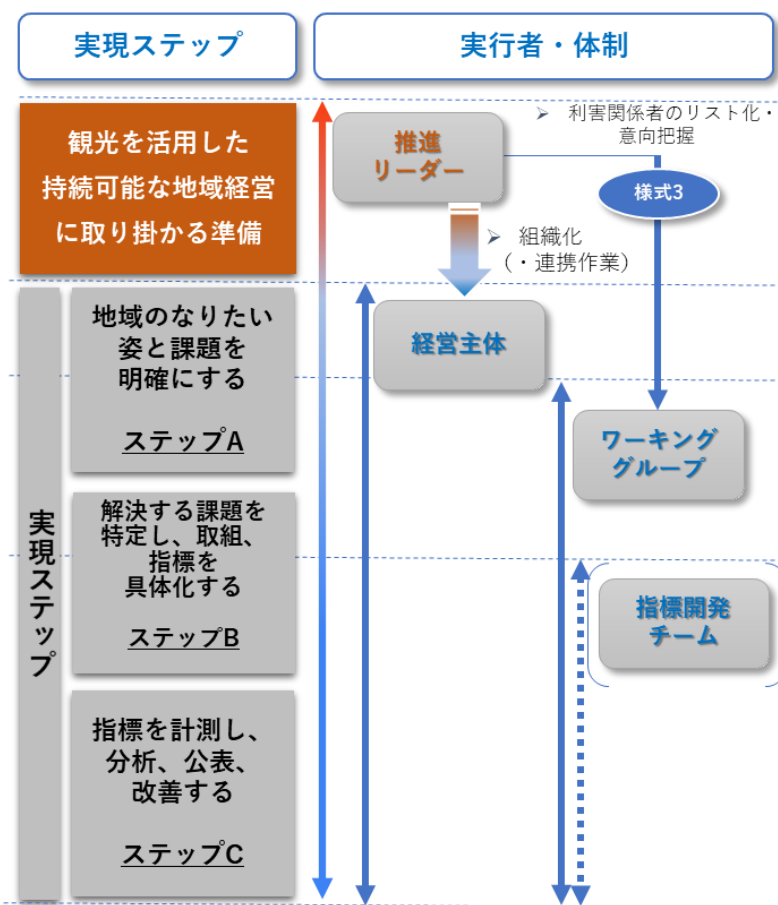 実現ステップ
実行者・体制
観光を活用した
持続可能な地域経営
に取り掛かる準備
推進
リーダー
➢ 利害関係者のリスト化・
意向把握
様式3
➢ 組織化
（・連携作業）
実現ステップ
地域のなりたい
姿と課題を
明確にする
ステップA
経営主体
ワーキング
グループ
解決する課題を
特定し、取組、
指標を
具体化する
ステップB
指標開発
チーム
指標を計測し、
分析、公表、
改善する
ステップC